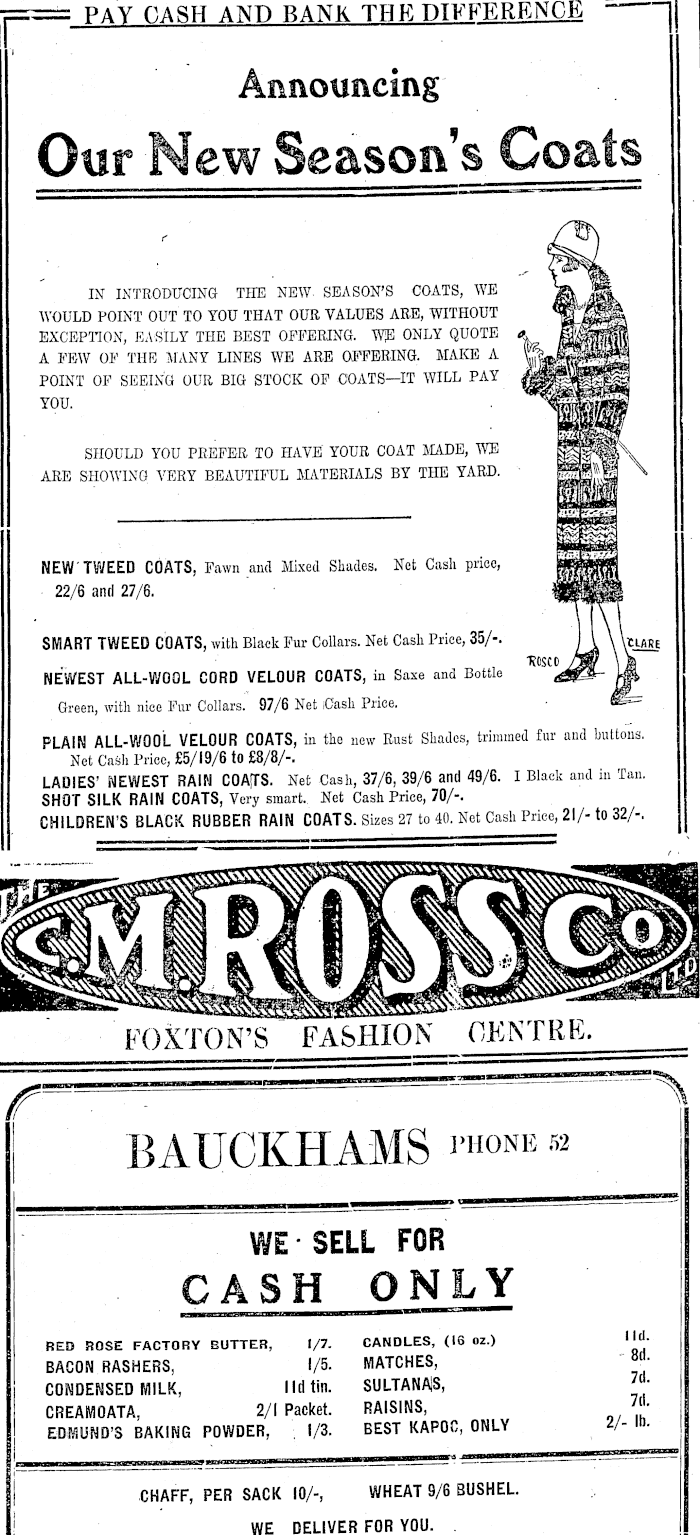 PAY CASH AND BANK THE DIFFERENCE
Announcing
Our New Season's Coats
IN INTRODUCING THE NEW SEASON'S COATS, WE
WOULD POINT OUT TO YOU THAT OUR VALUES ARE, WITHOUT
EXCEPTION, EASILY THE BEST OFFERING. WE ONLY QUOTE
A FEW OF THE MANY LINES WE ARE OFFERING. MAKE A
POINT OF SEEING OUR BIG STOCK OF COATS—IT WILL PAY
YOU.
SHOULD YOU PREFER TO HAVE YOUR COAT MADE, WE
ARE SHOWING VERY BEAUTIFUL MATERIALS BY THE YARD.
NEW TWEED COATS, Fawn and Mixed Shades. Net Cash price,
22/6 and 27/6.
SMART TWEED COATS, with Black Fur Collars. Net Cash Price, 35/-.
ROSCO CLARE
NEWEST ALL-WOOL CORD VELOUR COATS, in Saxe and Bottle
Green, with nice Fur Collars. 97/6 Net Cash Price.
PLAIN ALL-WOOL VELOUR COATS, in the new Rust Shades, trimmed fur and buttons.
Net Cash Price, £5/19/6 to £8/8/-.
LADIES' NEWEST RAIN COATS. Net Cash, 37/6, 39/6 and 49/6. I Black and in Tan.
SHOT SILK RAIN COATS, Very smart. Net Cash Price, 70/-.
CHILDREN'S BLACK RUBBER RAIN COATS. Sizes 27 to 40. Net Cash Price, 21/- to 32/-.
THE
C.M. ROSS Co
LTD
FOXTON'S FASHION CENTRE.
BAUCKHAMS PHONE 52
WE SELL FOR
CASH ONLY
RED ROSE FACTORY BUTTER, 1/7. CANDLES, (16 oz.) 11d.
BACON RASHERS, 1/5. MATCHES, 8d.
CONDENSED MILK, 11d tin. SULTANAS, 7d.
CREAMOATA, 2/1 Packet. RAISINS, 7d.
EDMUND'S BAKING POWDER, 1/3. BEST KAPOC, ONLY 2/- lb.
CHAFF, PER SACK 10/-, WHEAT 9/6 BUSHEL.
WE DELIVER FOR YOU.